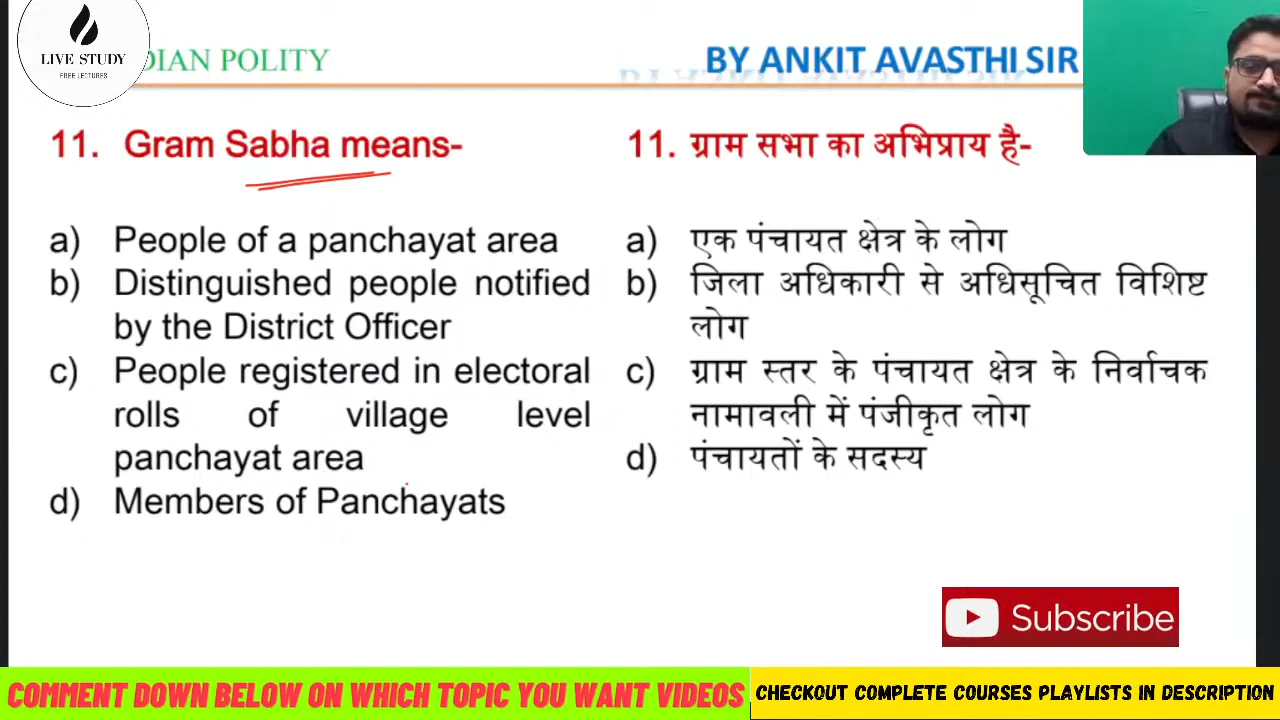 LIVE STUDY
FREE LECTURES
DIAN POLITY
BY ANKIT AVASTHI SIR
11. Gram Sabha means-
a) People of a panchayat area
b) Distinguished people notified
by the District Officer
c) People registered in electoral
rolls of village level
panchayat area
d) Members of Panchayats
11. ग्राम सभा का अभिप्राय है-
a) एक पंचायत क्षेत्र के लोग
b) जिला अधिकारी से अधिसूचित विशिष्ट
लोग
c) ग्राम स्तर के पंचायत क्षेत्र के निर्वाचक
नामावली में पंजीकृत लोग
d) पंचायतों के सदस्य
Subscribe
COMMENT DOWN BELOW ON WHICH TOPIC YOU WANT VIDEOS
CHECKOUT COMPLETE COURSES PLAYLISTS IN DESCRIPTION